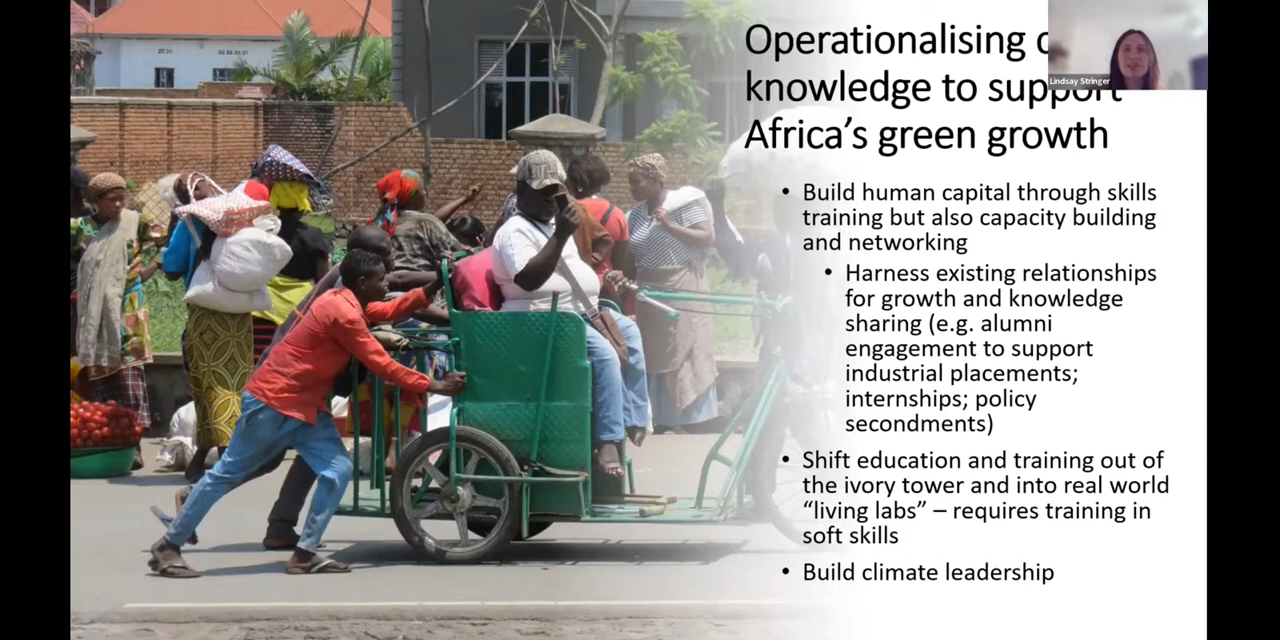 Operationalising
knowledge to support
Africa's green growth
Lindsay Stringer
• Build human capital through skills
training but also capacity building
and networking
• Harness existing relationships
for growth and knowledge
sharing (e.g. alumni
engagement to support
industrial placements;
internships; policy
secondments)
• Shift education and training out of
the ivory tower and into real world
“living labs” – requires training in
soft skills
• Build climate leadership